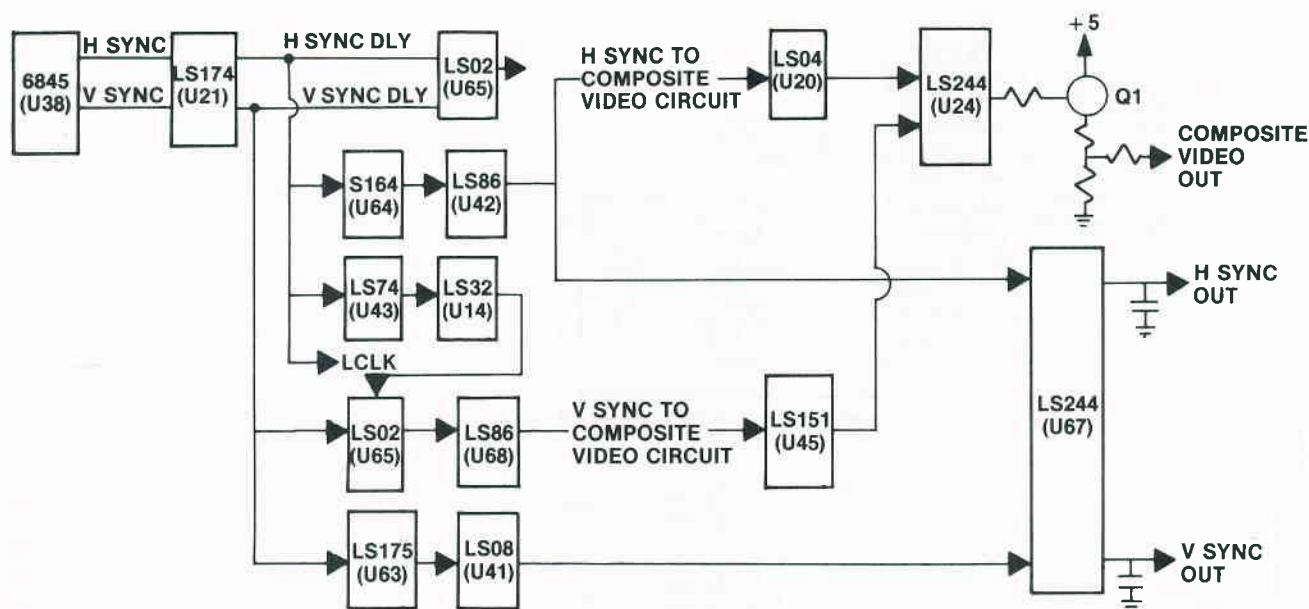 6845
(U38)
H SYNC
V SYNC
LS174
(U21)
H SYNC DLY
V SYNC DLY
LS02
(U65)
H SYNC TO
COMPOSITE
VIDEO CIRCUIT
LS04
(U20)
LS244
(U24)
+5
Q1
COMPOSITE
VIDEO
OUT
S164
(U64)
LS86
(U42)
LS74
(U43)
LS32
(U14)
LCLK
LS02
(U65)
LS86
(U68)
V SYNC TO
COMPOSITE
VIDEO CIRCUIT
LS151
(U45)
LS175
(U63)
LS08
(U41)
LS244
(U67)
H SYNC
OUT
V SYNC
OUT